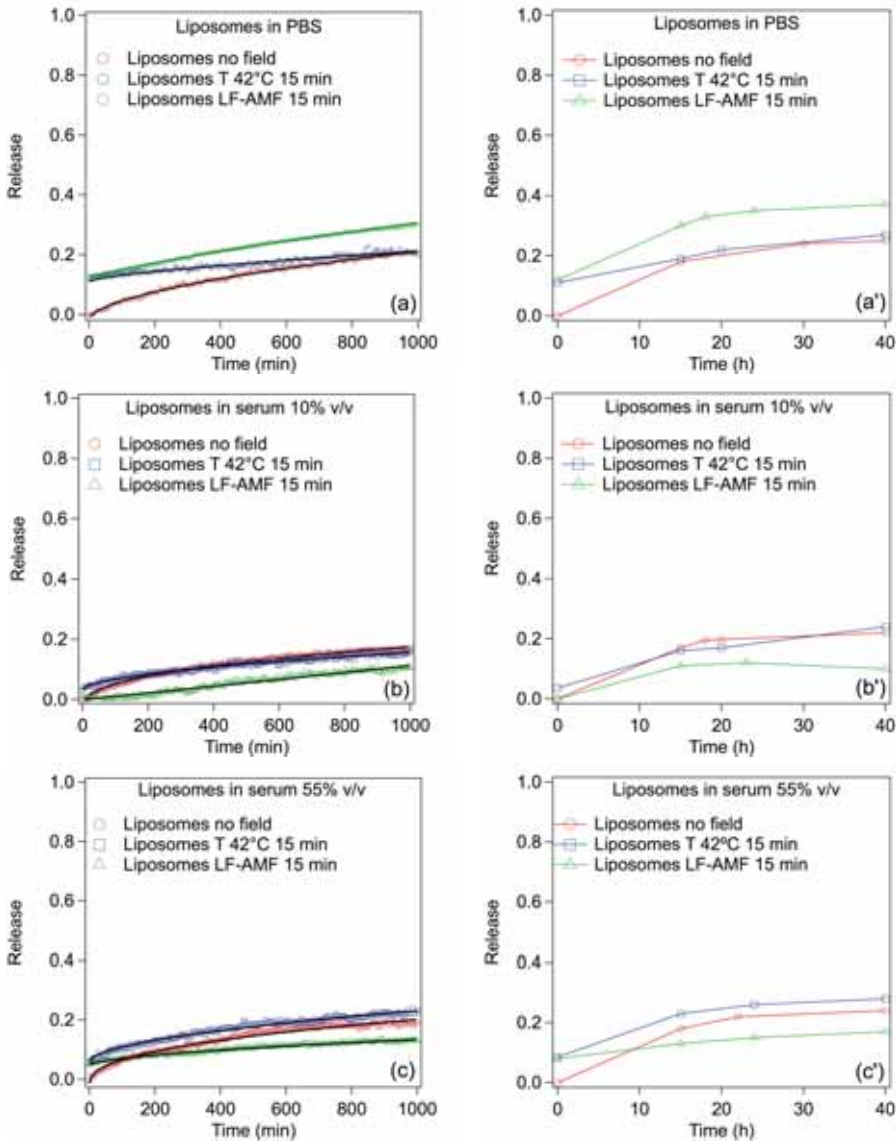 Liposomes in PBS
Liposomes no field
Liposomes T 42°C 15 min
Liposomes LF-AMF 15 min
1.0
0.8
0.6
0.4
0.2
0.0
Release
0 200 400 600 800 1000
Time (min)
(a)
Liposomes in PBS
Liposomes no field
Liposomes T 42°C 15 min
Liposomes LF-AMF 15 min
1.0
0.8
0.6
0.4
0.2
0.0
Release
0 10 20 30 40
Time (h)
(a')
Liposomes in serum 10% v/v
Liposomes no field
Liposomes T 42°C 15 min
Liposomes LF-AMF 15 min
1.0
0.8
0.6
0.4
0.2
0.0
Release
0 200 400 600 800 1000
Time (min)
(b)
Liposomes in serum 10% v/v
Liposomes no field
Liposomes T 42°C 15 min
Liposomes LF-AMF 15 min
1.0
0.8
0.6
0.4
0.2
0.0
Relese
0 10 20 30 40
Time (h)
(b')
Liposomes in serum 55% v/v
Liposomes no field
Liposomes T 42°C 15 min
Liposomes LF-AMF 15 min
1.0
0.8
0.6
0.4
0.2
0.0
Release
0 200 400 600 800 1000
Time (min)
(c)
Liposomes in serum 55% v/v
Liposomes no field
Liposomes T 42ºC 15 min
Liposomes LF-AMF 15 min
1.0
0.8
0.6
0.4
0.2
0.0
Release
0 10 20 30 40
Time (h)
(c')